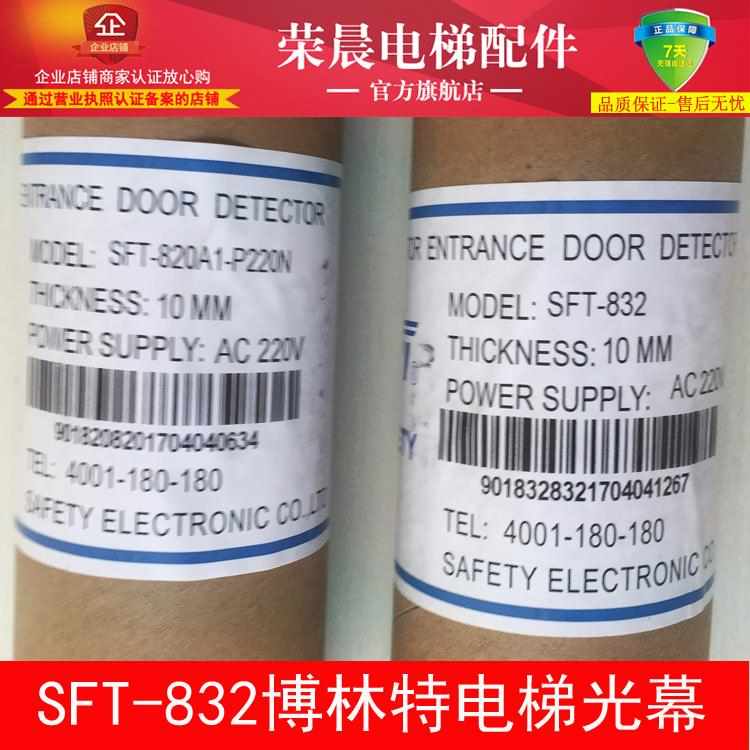 企
企业店铺
企业店铺商家认证放心购
通过营业执照认证备案的店铺
荣晨电梯配件
官方旗舰店
正品保障
7天
品质保证-售后无忧
ENTRANCE DOOR DETECTOR
MODEL: SFT-820A1-P220N
THICKNESS: 10 MM
POWER SUPPLY: AC 220V
9018208201704040634
TEL: 4001-180-180
SAFETY ELECTRONIC CO.,LTD
TOR ENTRANCE DOOR DETECTOR
MODEL: SFT-832
THICKNESS: 10 MM
POWER SUPPLY: AC 220V
9018328321704041267
TEL: 4001-180-180
SAFETY ELECTRONIC CO
SFT-832博林特电梯光幕